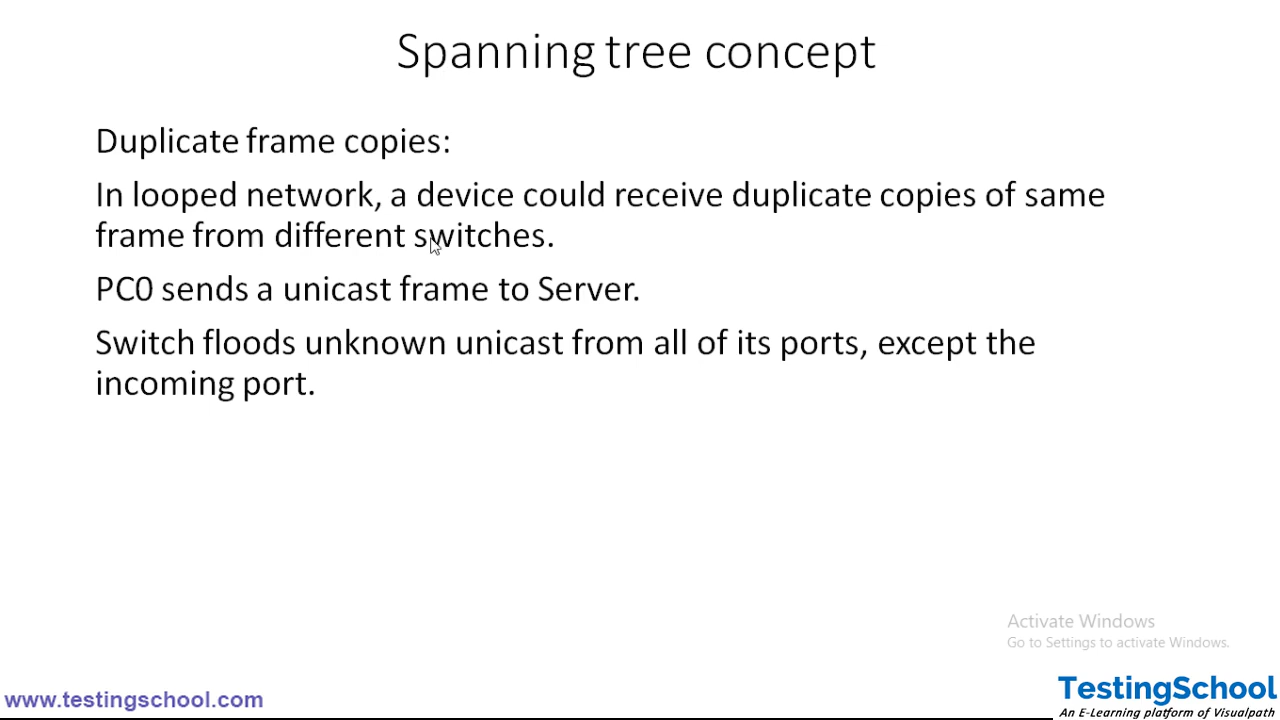 Spanning tree concept
Duplicate frame copies:
In looped network, a device could receive duplicate copies of same
frame from different switches.
PC0 sends a unicast frame to Server.
Switch floods unknown unicast from all of its ports, except the
incoming port.
Activate Windows
Go to Settings to activate Windows.
www.testingschool.com
TestingSchool
An E-Learning platform of Visualpath